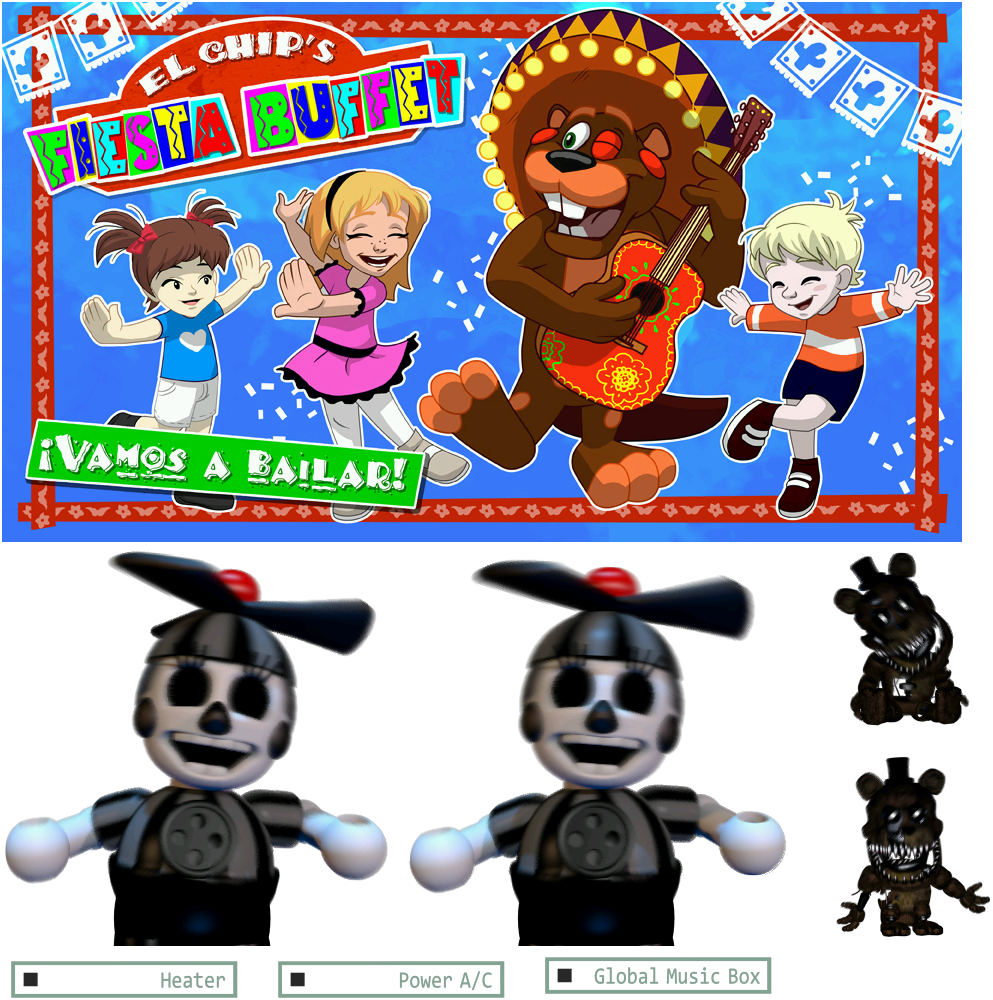 EL CHIP'S
FIESTA BUFFET
¡VAMOS A BAILAR!
Heater
Power A/C
Global Music Box